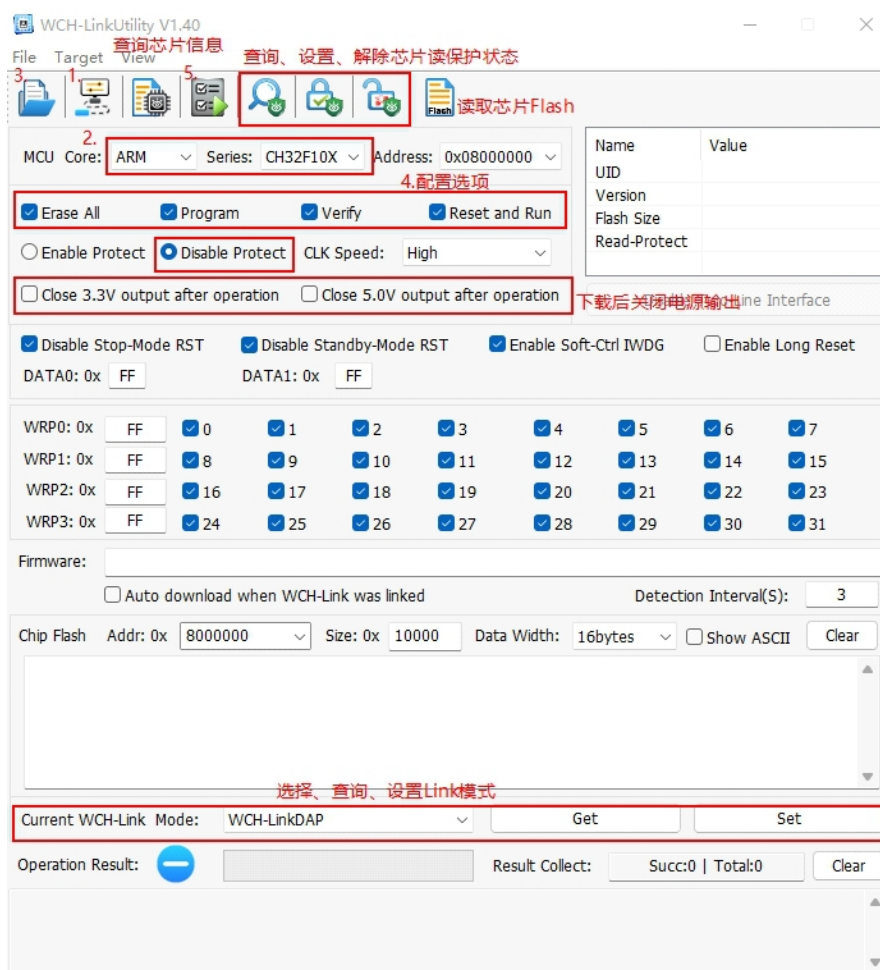 WCH-LinkUtility V1.40
查询芯片信息
查询、设置、解除芯片读保护状态
File Target View
3.
1.
5.
Flash
读取芯片Flash
2.
MCU Core: ARM Series: CH32F10X Address: 0x08000000
4.配置选项
Erase All Program Verify Reset and Run
Enable Protect Disable Protect CLK Speed: High
Close 3.3V output after operation Close 5.0V output after operation
Name Value
UID
Version
Flash Size
Read-Protect
下载后关闭电源输出
Line Interface
Disable Stop-Mode RST Disable Standby-Mode RST Enable Soft-Ctrl IWDG Enable Long Reset
DATA0: 0x FF DATA1: 0x FF
WRP0: 0x FF 0 1 2 3 4 5 6 7
WRP1: 0x FF 8 9 10 11 12 13 14 15
WRP2: 0x FF 16 17 18 19 20 21 22 23
WRP3: 0x FF 24 25 26 27 28 29 30 31
Firmware:
Auto download when WCH-Link was linked Detection Interval(S): 3
Chip Flash Addr: 0x 8000000 Size: 0x 10000 Data Width: 16bytes Show ASCII Clear
选择、查询、设置Link模式
Current WCH-Link Mode: WCH-LinkDAP Get Set
Operation Result: Result Collect: Succ:0 | Total:0 Clear